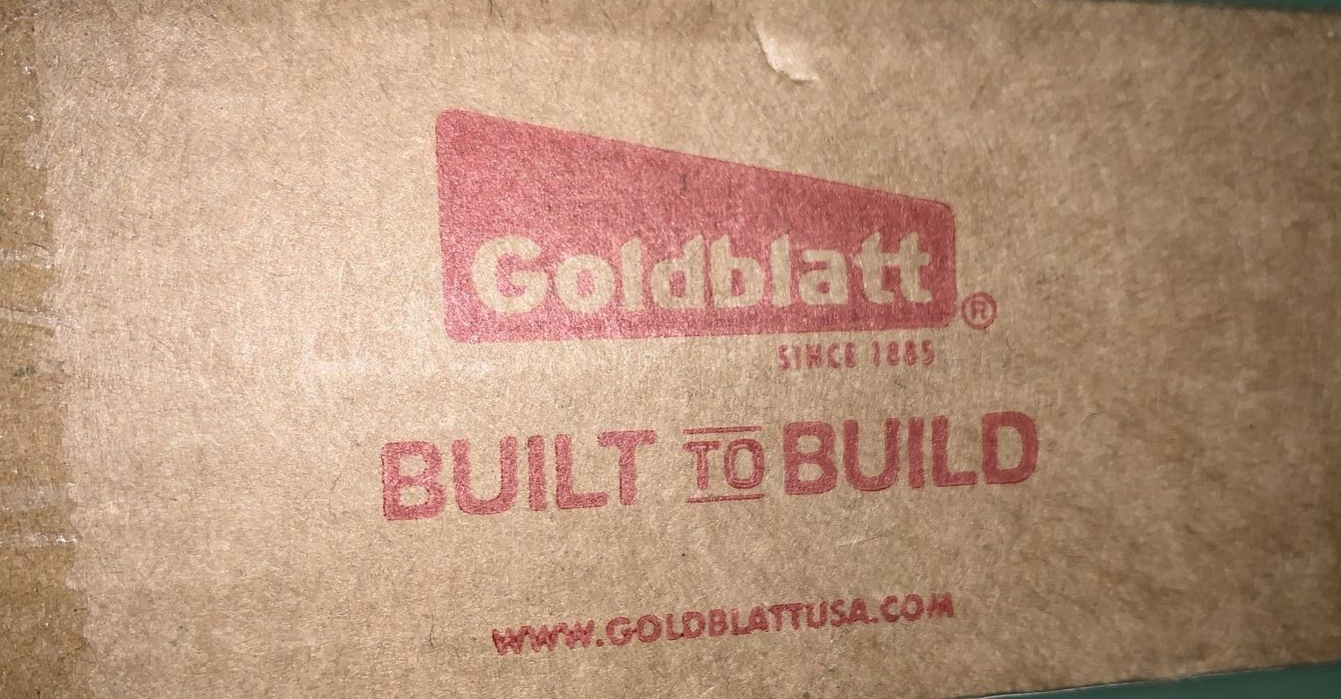 Goldblatt®
SINCE 1885
BUILT TO BUILD
WWW.GOLDBLATTUSA.COM